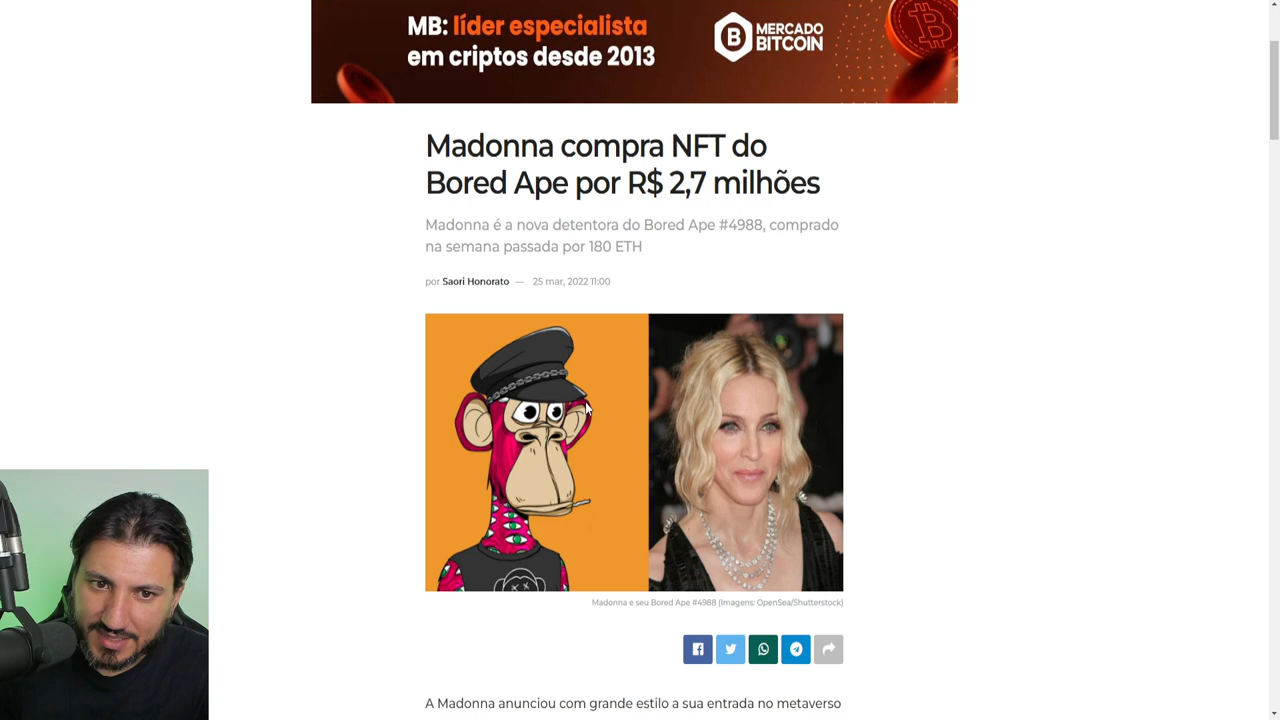 MB: líder especialista
em criptos desde 2013
MERCADO
BITCOIN
Madonna compra NFT do
Bored Ape por R$ 2,7 milhões
Madonna é a nova detentora do Bored Ape #4988, comprado
na semana passada por 180 ETH
por Saori Honorato — 25 mar, 2022 11:00
Madonna e seu Bored Ape #4988 (Imagens: OpenSea/Shutterstock)
A Madonna anunciou com grande estilo a sua entrada no metaverso